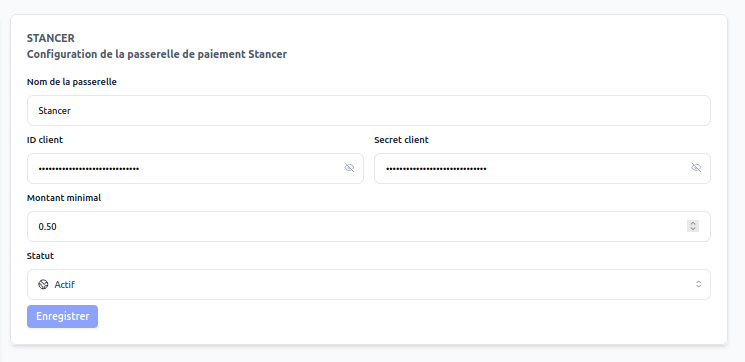 STANCER
Configuration de la passerelle de paiement Stancer
Nom de la passerelle
Stancer
ID client
Secret client
••••••••••••••••••••••••••••••
••••••••••••••••••••••••••••••
Montant minimal
0.50
Statut
Actif
Enregistrer